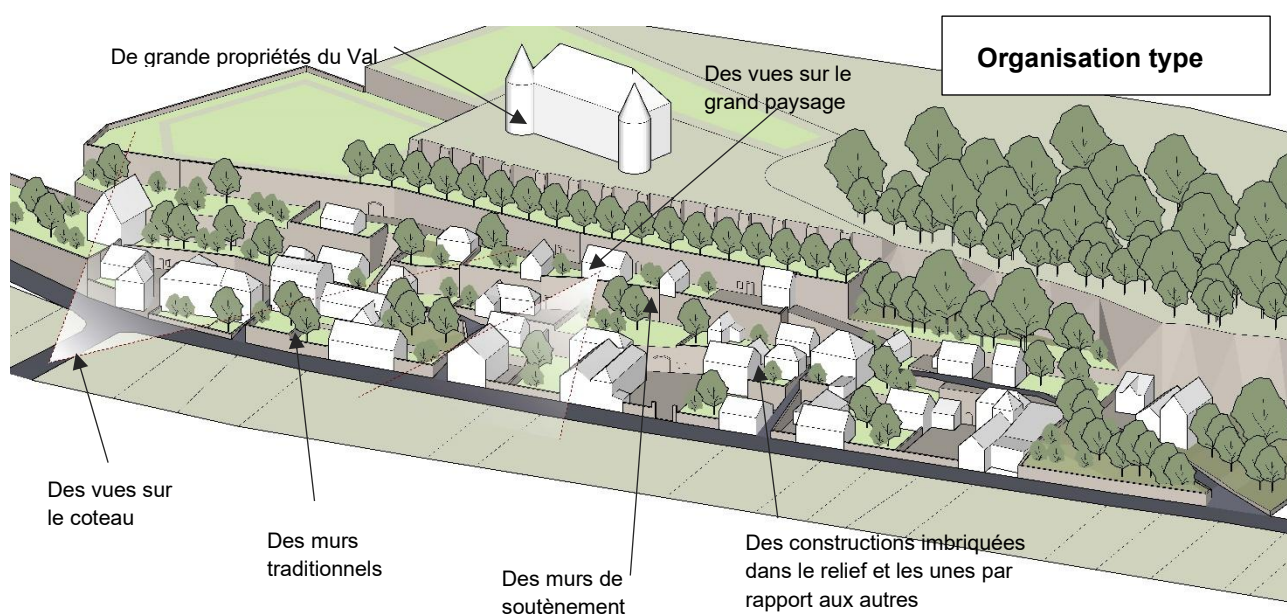 Organisation type
De grande propriétés du Val
Des vues sur le
grand paysage
Des vues sur
le coteau
Des murs
traditionnels
Des murs de
soutènement
Des constructions imbriquées
dans le relief et les unes par
rapport aux autres